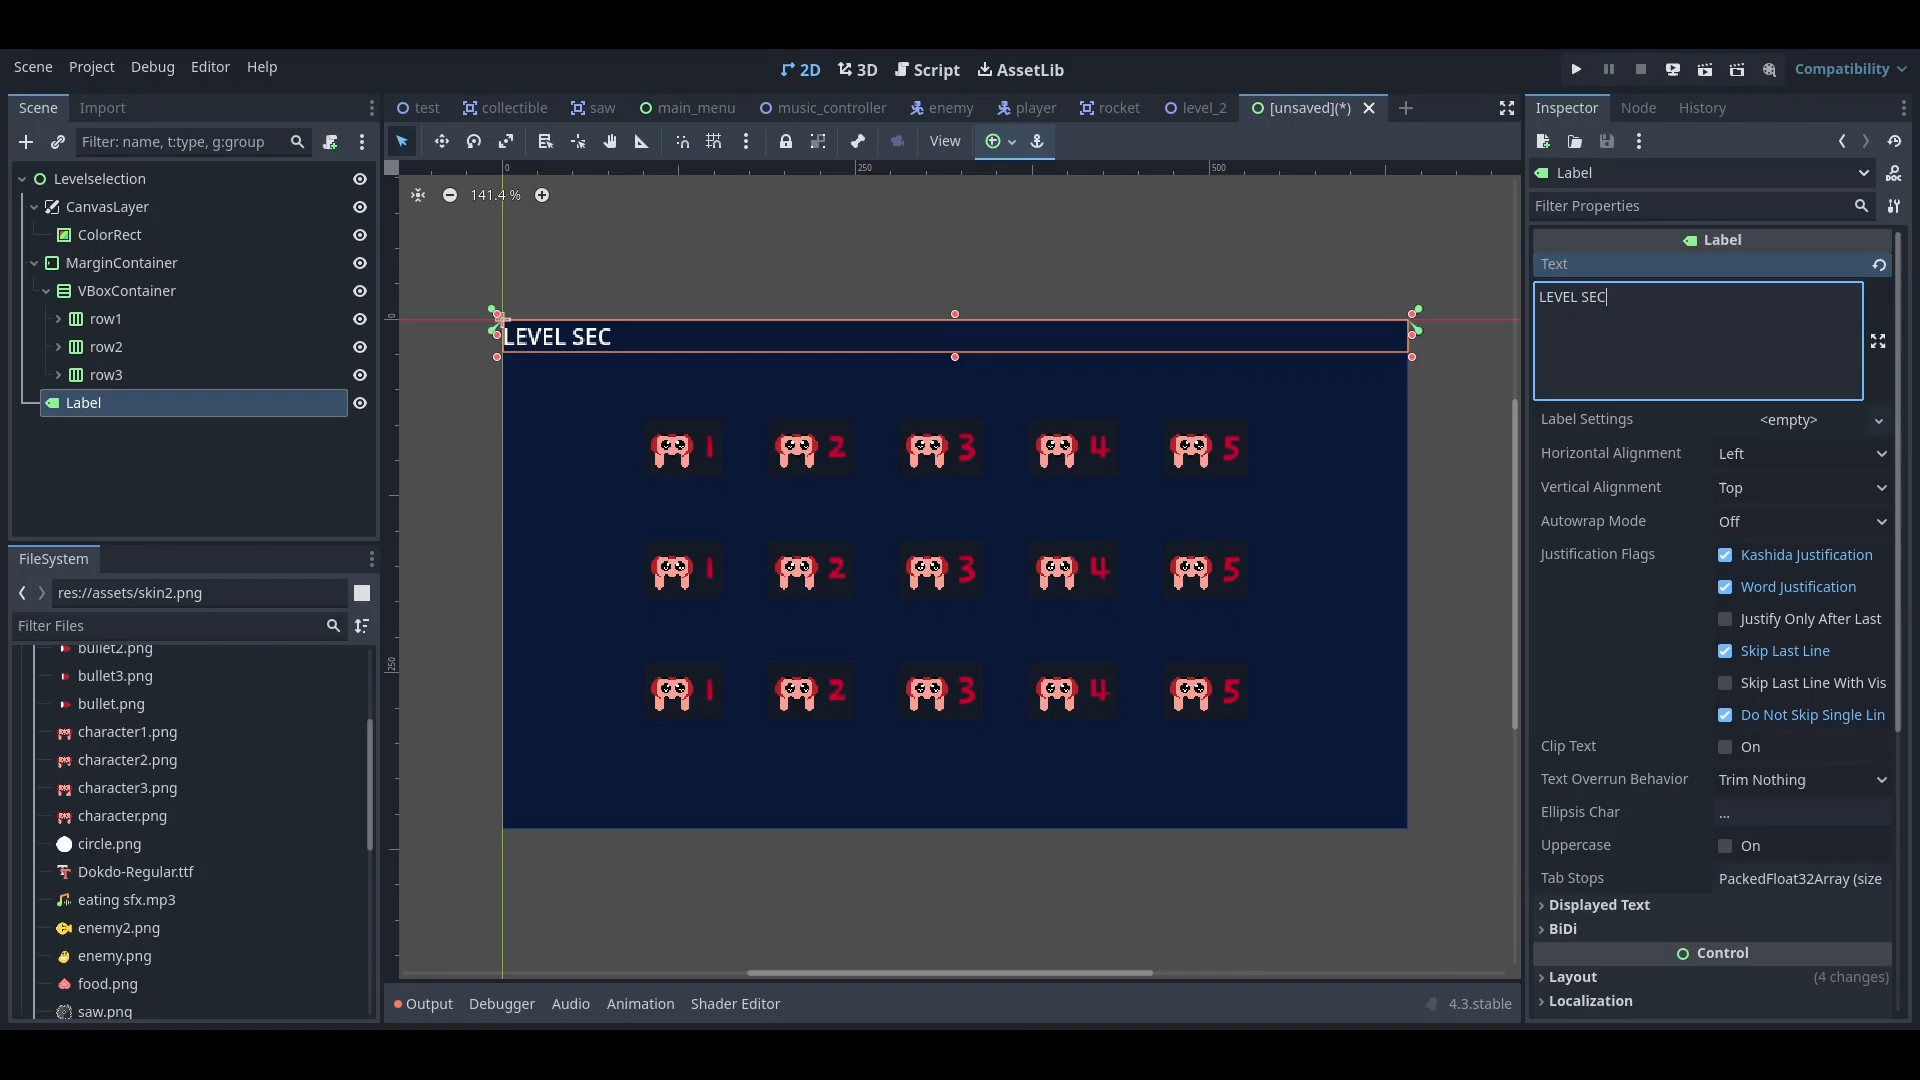 Scene Project Debug Editor Help
2D 3D Script AssetLib
Compatibility
Scene Import
test collectible saw main_menu music_controller enemy player rocket level_2 [unsaved](*)
Inspector Node History
Filter: name, t:type, g:group
View
Levelselection
CanvasLayer
ColorRect
MarginContainer
VBoxContainer
row1
row2
row3
Label
FileSystem
res://assets/skin2.png
Filter Files
bullet2.png
bullet3.png
bullet.png
character1.png
character2.png
character3.png
character.png
circle.png
Dokdo-Regular.ttf
eating sfx.mp3
enemy2.png
enemy.png
food.png
saw.png
0 250 500
141.4 %
0
250
LEVEL SEC
1 2 3 4 5
1 2 3 4 5
1 2 3 4 5
Output Debugger Audio Animation Shader Editor
4.3.stable
Label
DOC
Filter Properties
Label
Text
LEVEL SEC
Label Settings <empty>
Horizontal Alignment Left
Vertical Alignment Top
Autowrap Mode Off
Justification Flags Kashida Justification
Word Justification
Justify Only After Last
Skip Last Line
Skip Last Line With Vis
Do Not Skip Single Lin
Clip Text On
Text Overrun Behavior Trim Nothing
Ellipsis Char ...
Uppercase On
Tab Stops PackedFloat32Array (size
Displayed Text
BiDi
Control
Layout (4 changes)
Localization